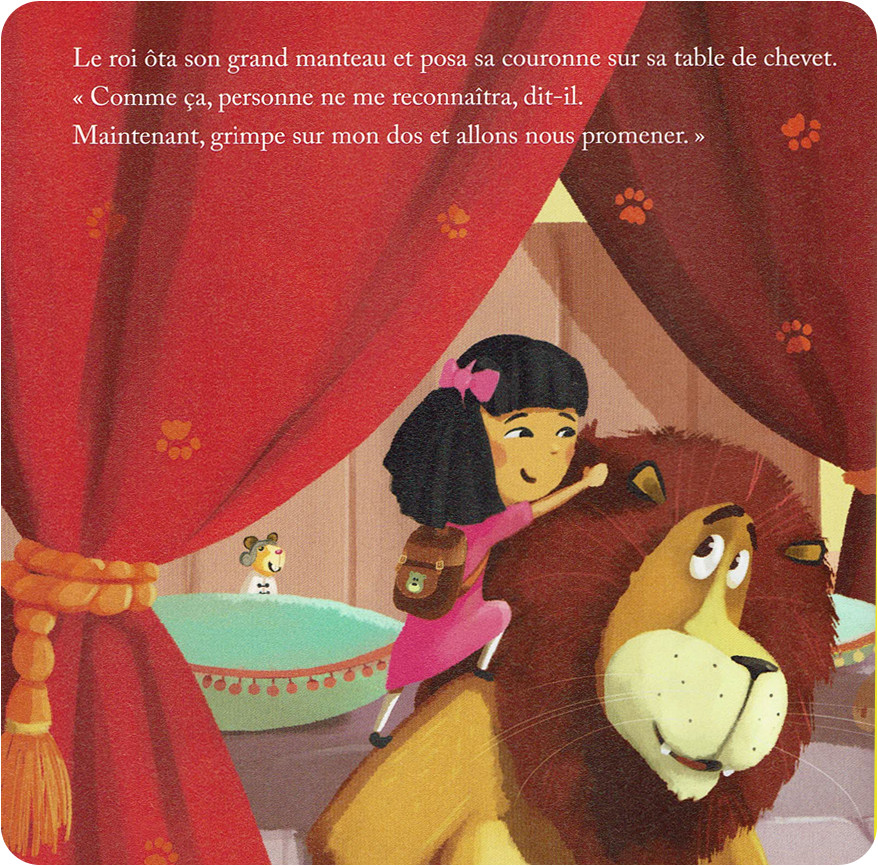 Le roi ôta son grand manteau et posa sa couronne sur sa table de chevet.
« Comme ça, personne ne me reconnaîtra, dit-il.
Maintenant, grimpe sur mon dos et allons nous promener. »